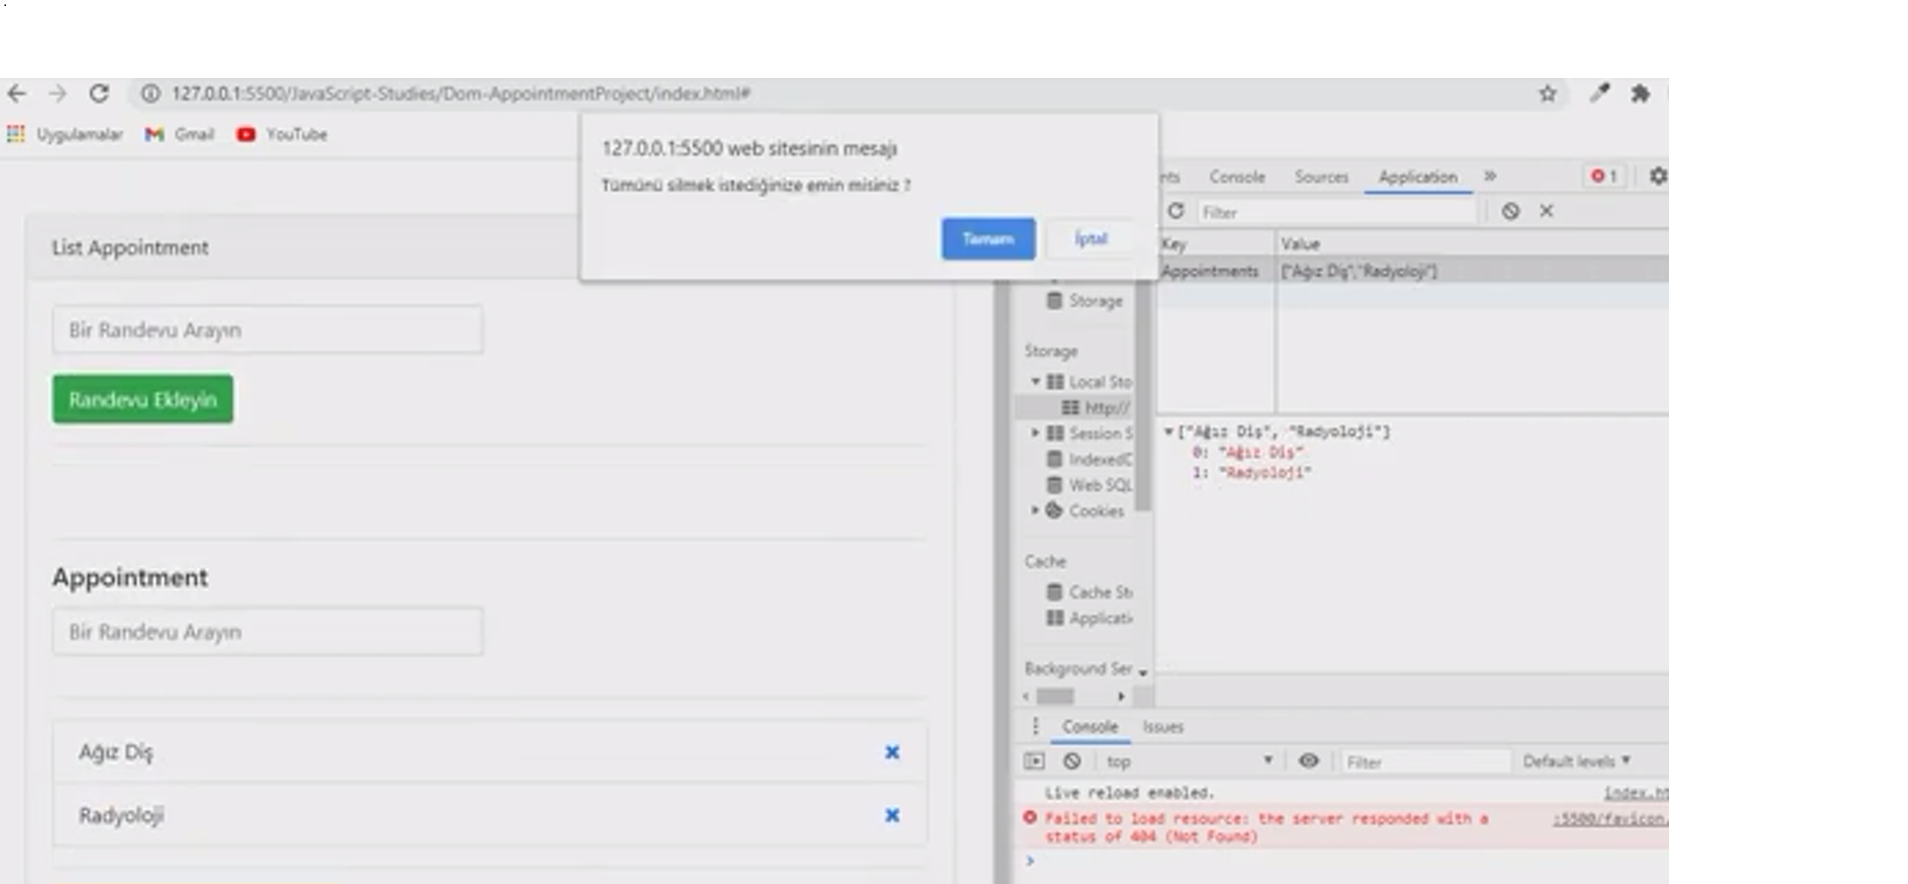 127.0.0.1:5500/JavaScript-Studies/Dom-AppointmentProject/index.html#
Uygulamalar Gmail YouTube
127.0.0.1:5500 web sitesinin mesajı
Tümünü silmek istediğinize emin misiniz ?
Tamam İptal
List Appointment
Bir Randevu Arayın
Randevu Ekleyin
Appointment
Bir Randevu Arayın
Ağız Diş
Radyoloji
nts Console Sources Application » 1
Filter
Key Value
Appointments ["Ağız Diş","Radyoloji"]
Storage
Storage
Local Sto
http://
Session S
IndexedD
Web SQL
Cookies
Cache
Cache St
Applicati
Background Ser
["Ağız Diş", "Radyoloji"]
0: "Ağız Diş"
1: "Radyoloji"
Console Issues
top Filter Default levels
Live reload enabled. index.ht
Failed to load resource: the server responded with a :5500/favicon.
status of 404 (Not Found)